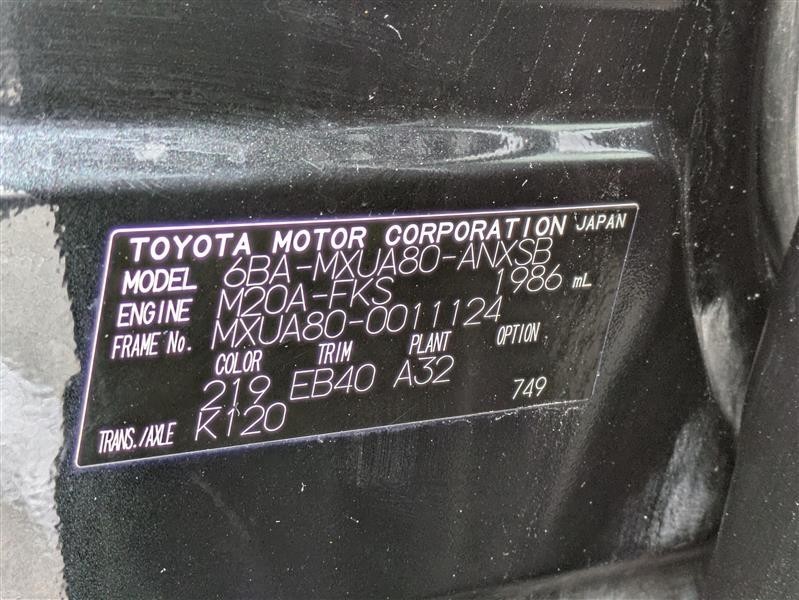 TOYOTA MOTOR CORPORATION JAPAN
MODEL 6BA-MXUA80-ANXSB
ENGINE M20A-FKS 1986 mL
FRAME No. MXUA80-0011124
COLOR TRIM PLANT OPTION
219 EB40 A32 749
TRANS./AXLE K120